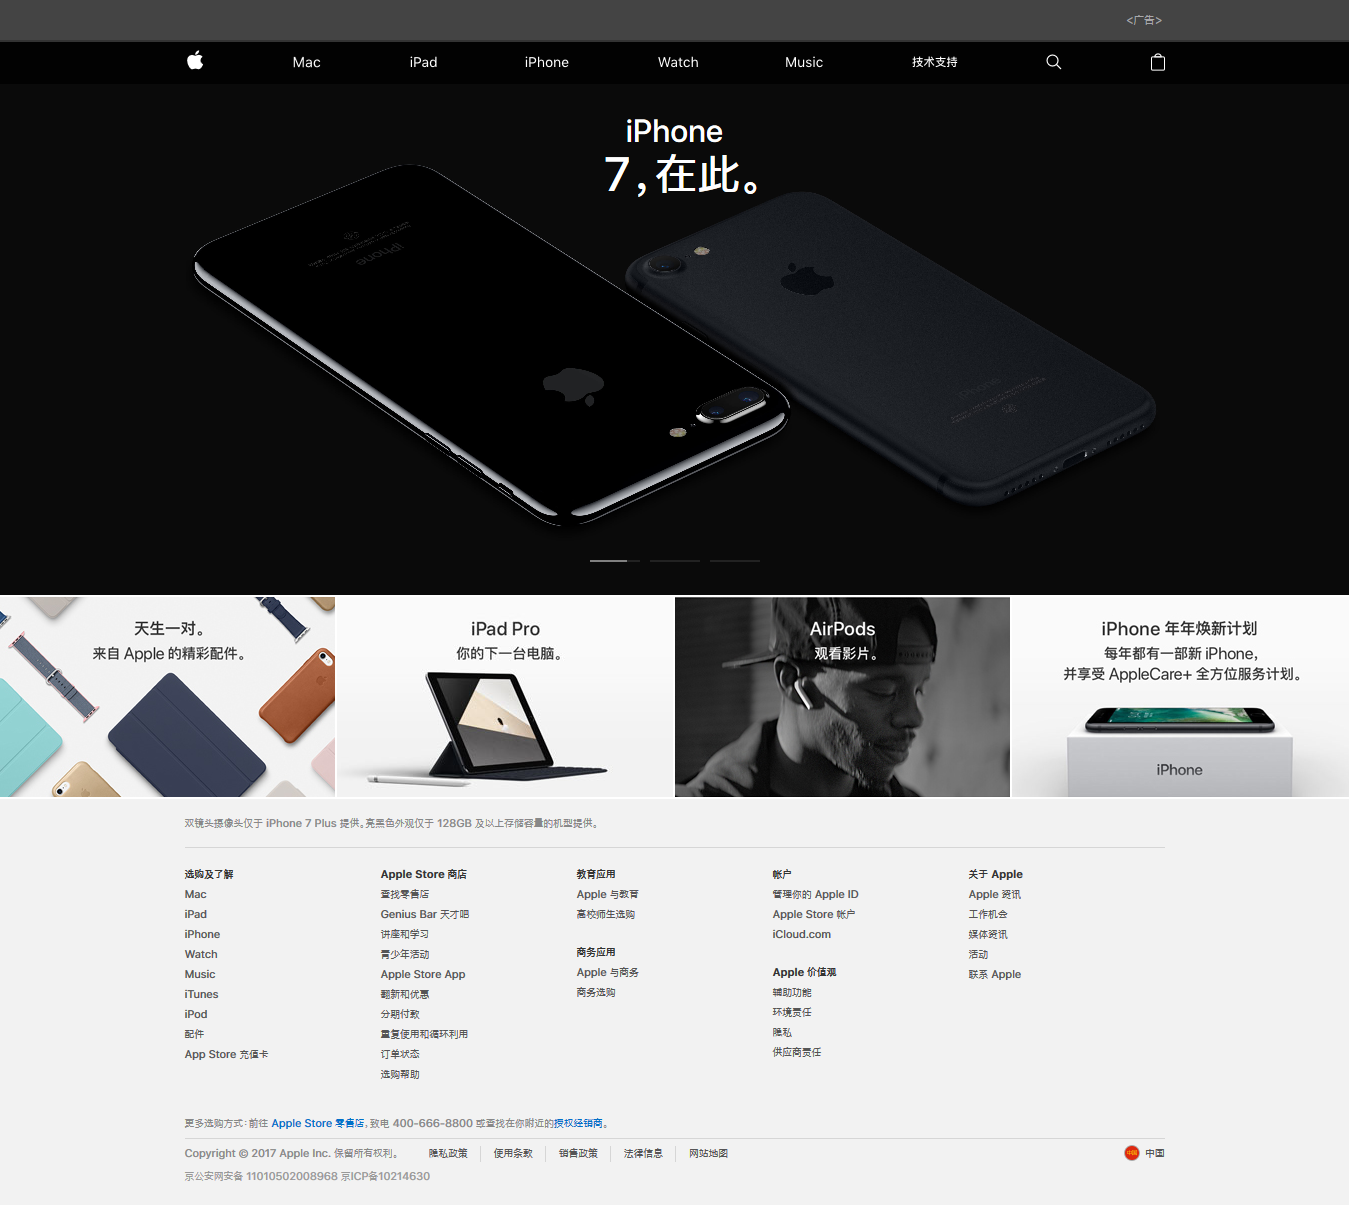 <广告>
Mac iPad iPhone Watch Music 技术支持
iPhone
7，在此。
iPhone
iPhone
天生一对。
来自 Apple 的精彩配件。
iPad Pro
你的下一台电脑。
AirPods
观看影片。
iPhone 年年焕新计划
每年都有一部新 iPhone，
并享受 AppleCare+ 全方位服务计划。
iPhone
双镜头摄像头仅于 iPhone 7 Plus 提供。亮黑色外观仅于 128GB 及以上存储容量的机型提供。
选购及了解
Mac
iPad
iPhone
Watch
Music
iTunes
iPod
配件
App Store 充值卡
Apple Store 商店
查找零售店
Genius Bar 天才吧
讲座和学习
青少年活动
Apple Store App
翻新和优惠
分期付款
重复使用和循环利用
订单状态
选购帮助
教育应用
Apple 与教育
高校师生选购
商务应用
Apple 与商务
商务选购
帐户
管理你的 Apple ID
Apple Store 帐户
iCloud.com
Apple 价值观
辅助功能
环境责任
隐私
供应商责任
关于 Apple
Apple 资讯
工作机会
媒体资讯
活动
联系 Apple
更多选购方式：前往 Apple Store 零售店，致电 400-666-8800 或查找在你附近的授权经销商。
Copyright © 2017 Apple Inc. 保留所有权利。 隐私政策 使用条款 销售政策 法律信息 网站地图 中国
京公安网安备 11010502008968 京ICP备10214630